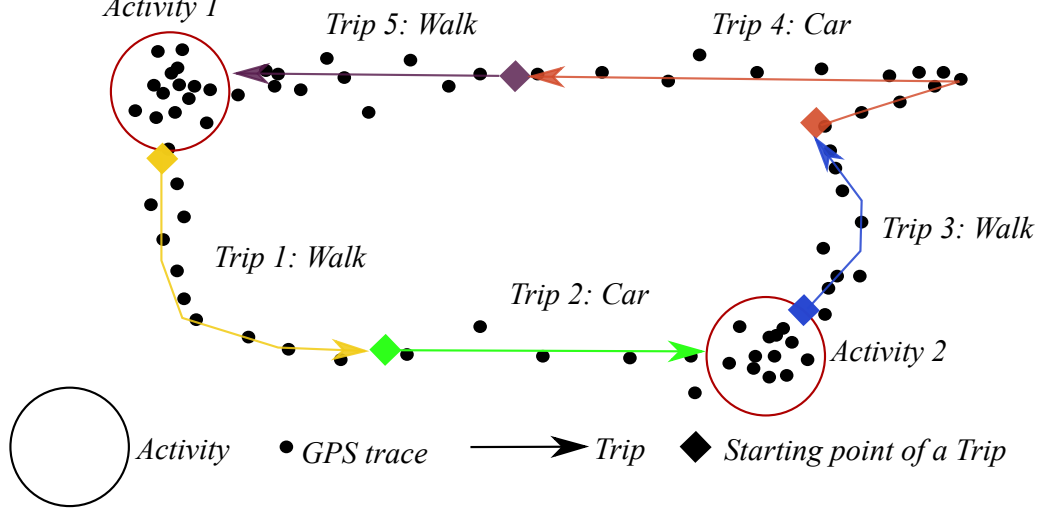 Activity 1
Trip 5: Walk
Trip 4: Car
Trip 3: Walk
Trip 1: Walk
Trip 2: Car
Activity 2
Activity
GPS trace
Trip
Starting point of a Trip